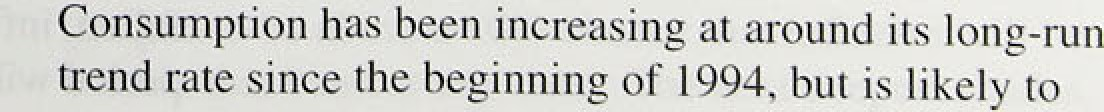 Consumption has been increasing at around its long-run
trend rate since the beginning of 1994, but is likely to